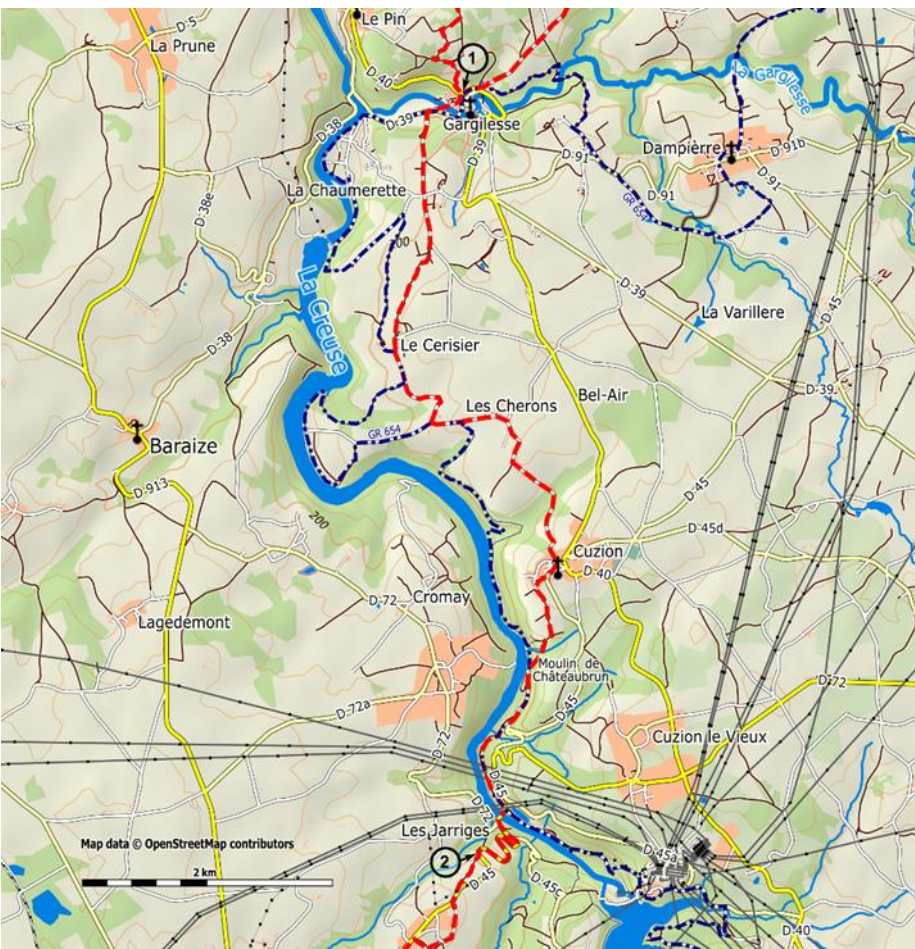 Le Pin
D-5
La Prune
1
D-40
La Gargilesse
D-39
Gargilesse
D-38
D-39
Dampièrre
D-91b
D-91
D-91
D-91
La Chaumerette
D-38e
GR 654
00
La Creuse
D-39
D-45
La Varillere
D-38
Le Cerisier
D-39
Bel-Air
Les Cherons
GR 654
Baraize
D-913
D-45
200
D-45d
Cuzion
D-40
D-72
Cromay
Lagedemont
Moulin de
Châteaubrun
D-72
D-45
D-72a
D-72
Cuzion le Vieux
D-45
D-72
Les Jarriges
Map data © OpenStreetMap contributors
D-45a
2
2 km
D-45
D-45c
D-40